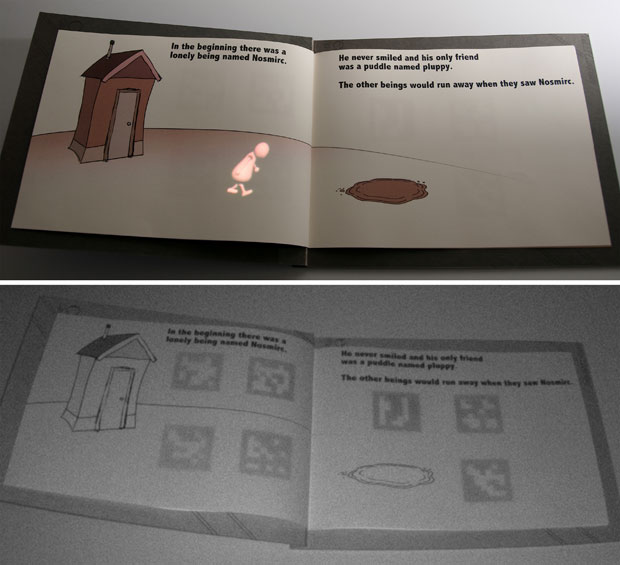 In the beginning there was a
lonely being named Nosmirc.
He never smiled and his only friend
was a puddle named pluppy.
The other beings would run away when they saw Nosmirc.
In the beginning there was a
lonely being named Nosmirc.
He never smiled and his only friend
was a puddle named pluppy.
The other beings would run away when they saw Nosmirc.